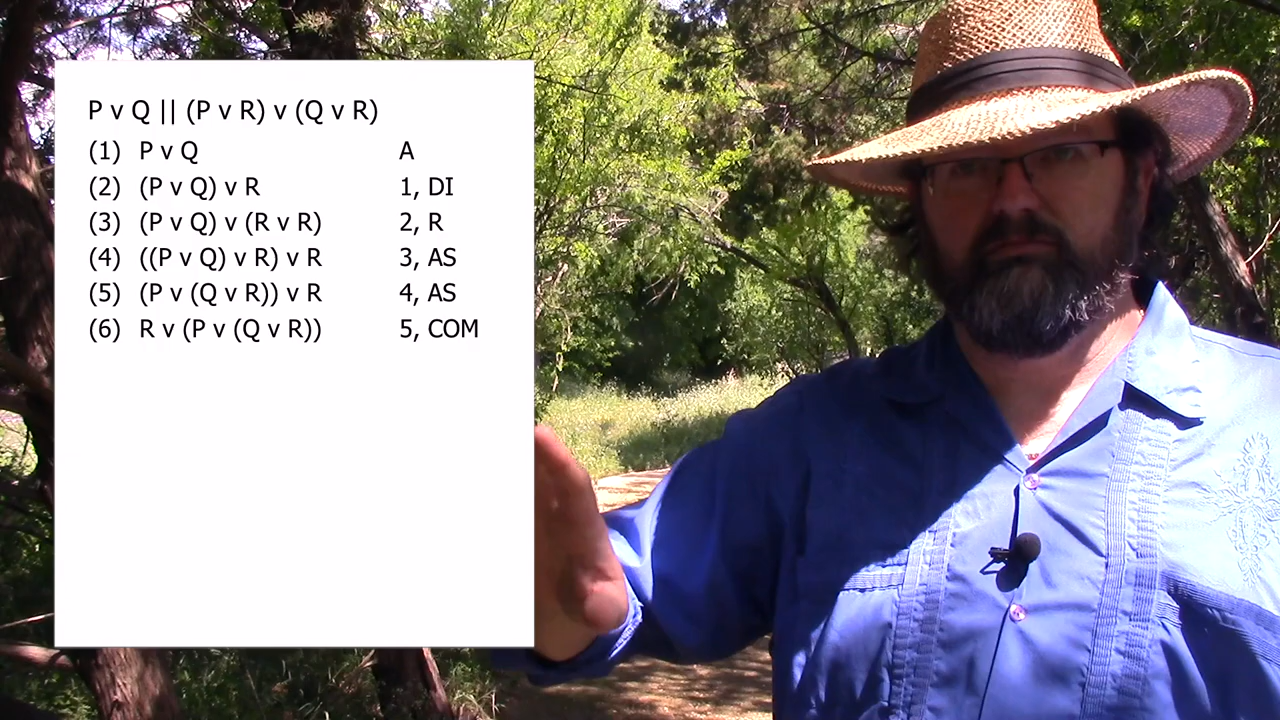 P v Q || (P v R) v (Q v R)
(1) P v Q A
(2) (P v Q) v R 1, DI
(3) (P v Q) v (R v R) 2, R
(4) ((P v Q) v R) v R 3, AS
(5) (P v (Q v R)) v R 4, AS
(6) R v (P v (Q v R)) 5, COM